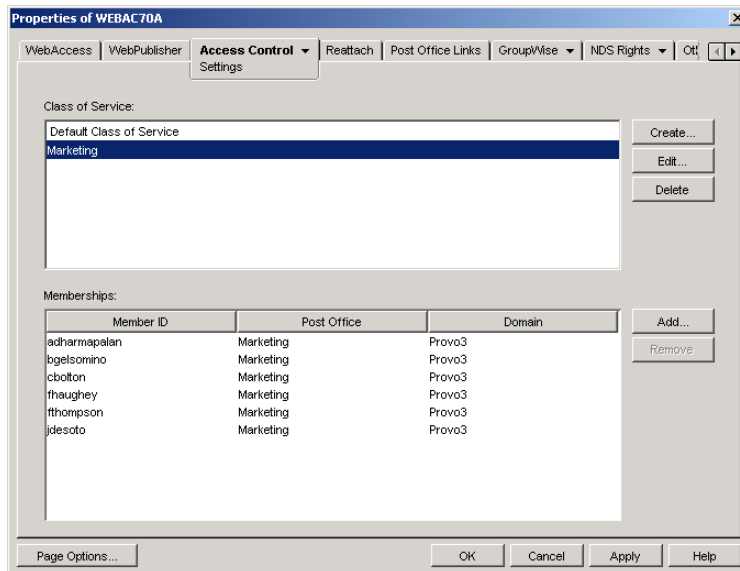 Properties of WEBAC70A
WebAccess WebPublisher Access Control Reattach Post Office Links GroupWise NDS Rights
Settings
Class of Service:
Default Class of Service
Marketing
Create...
Edit...
Delete
Memberships:
Member ID Post Office Domain
adharmapalan Marketing Provo3
bgelsomino Marketing Provo3
cbolton Marketing Provo3
fhaughey Marketing Provo3
fthompson Marketing Provo3
jdesoto Marketing Provo3
Add...
Remove
Page Options... OK Cancel Apply Help